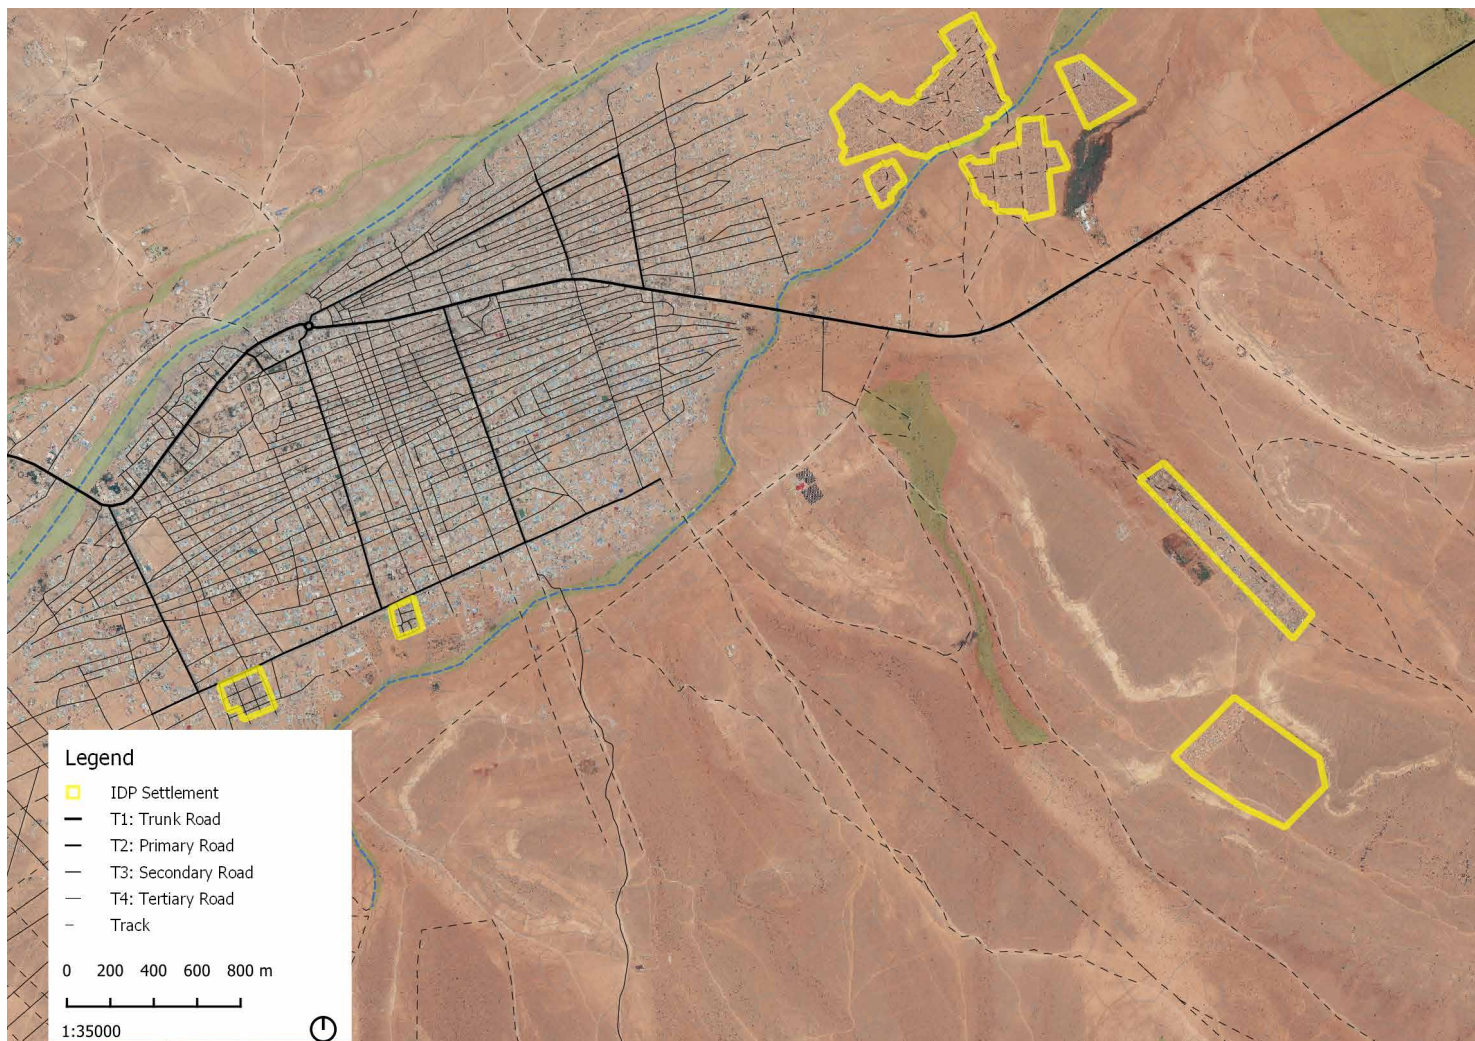 Legend
IDP Settlement
T1: Trunk Road
T2: Primary Road
T3: Secondary Road
T4: Tertiary Road
Track
0 200 400 600 800 m
1:35000